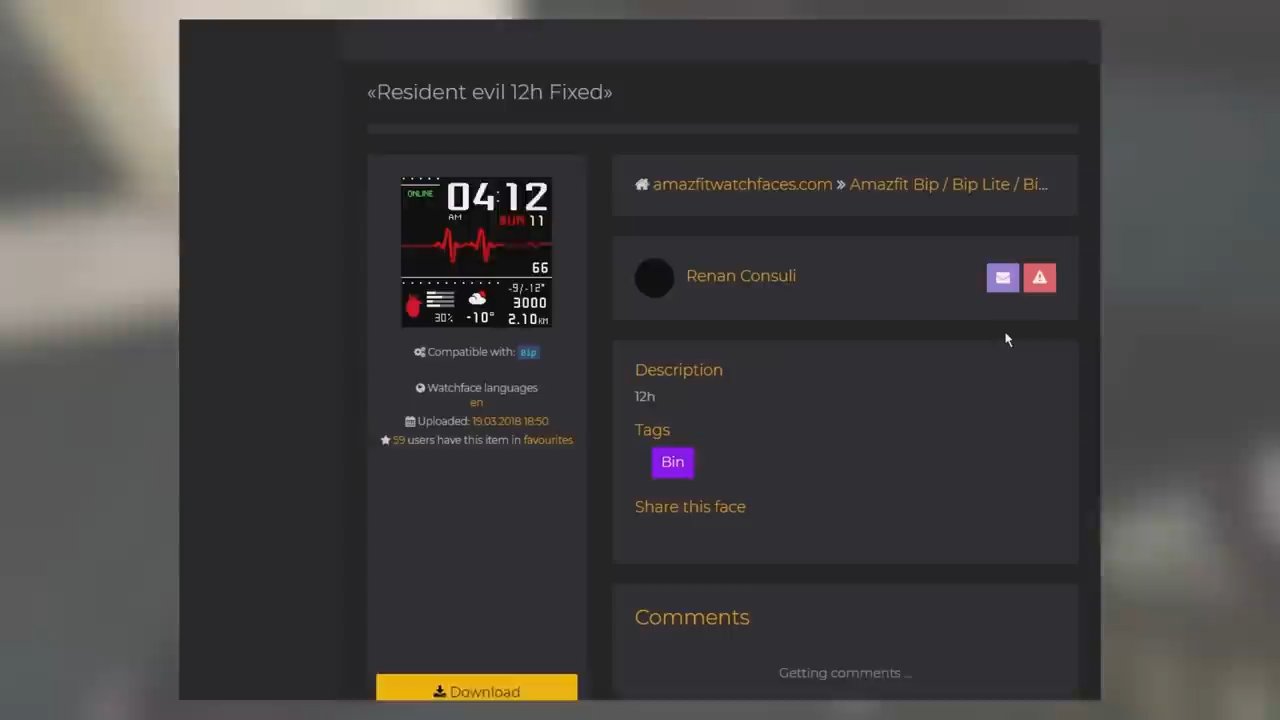 «Resident evil 12h Fixed»
ONLINE
04:12
AM
SUN 11
66
-9/-12°
3000
30% -10° 2.10KM
Compatible with: Bip
Watchface languages
en
Uploaded: 19.03.2018 18:50
59 users have this item in favourites
Download
amazfitwatchfaces.com » Amazfit Bip / Bip Lite / Bi...
Renan Consuli
Description
12h
Tags
Bin
Share this face
Comments
Getting comments ...